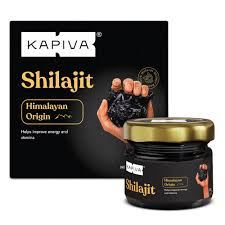 KAPIVA®
Shilajit
Himalayan
Origin
Helps improve energy and
stamina
Shilajit
Himalayan
Origin